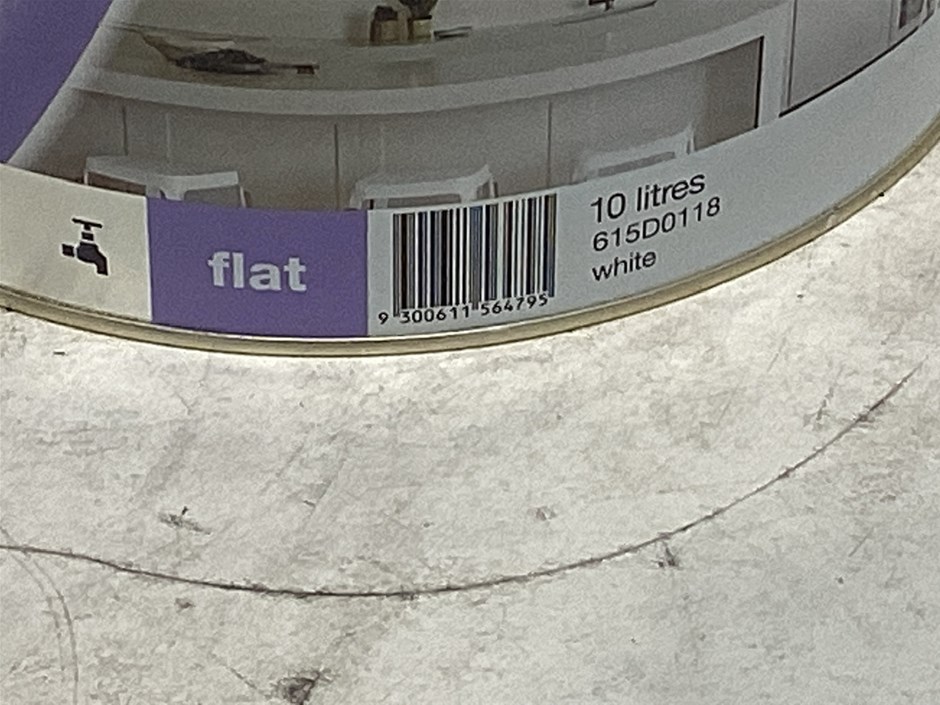 flat
9 300611 564795
10 litres
615D0118
white